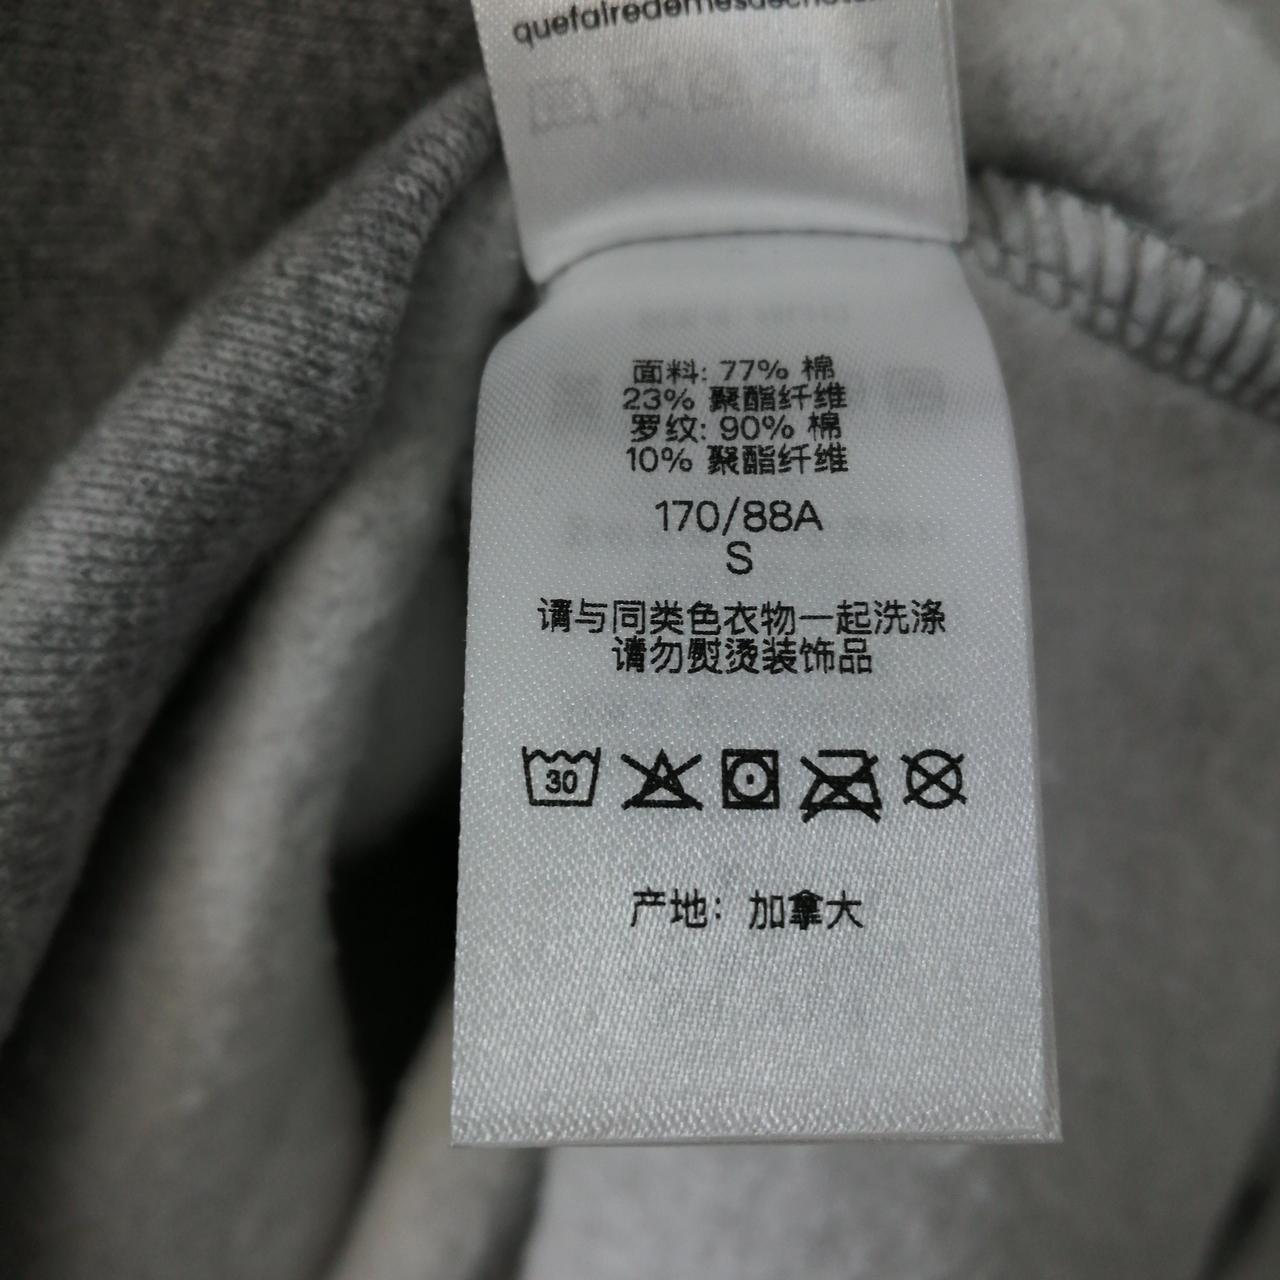 quefairedemesdechets
面料: 77% 棉
23% 聚酯纤维
罗纹: 90% 棉
10% 聚酯纤维
170/88A
S
请与同类色衣物一起洗涤
请勿熨烫装饰品
30
产地: 加拿大